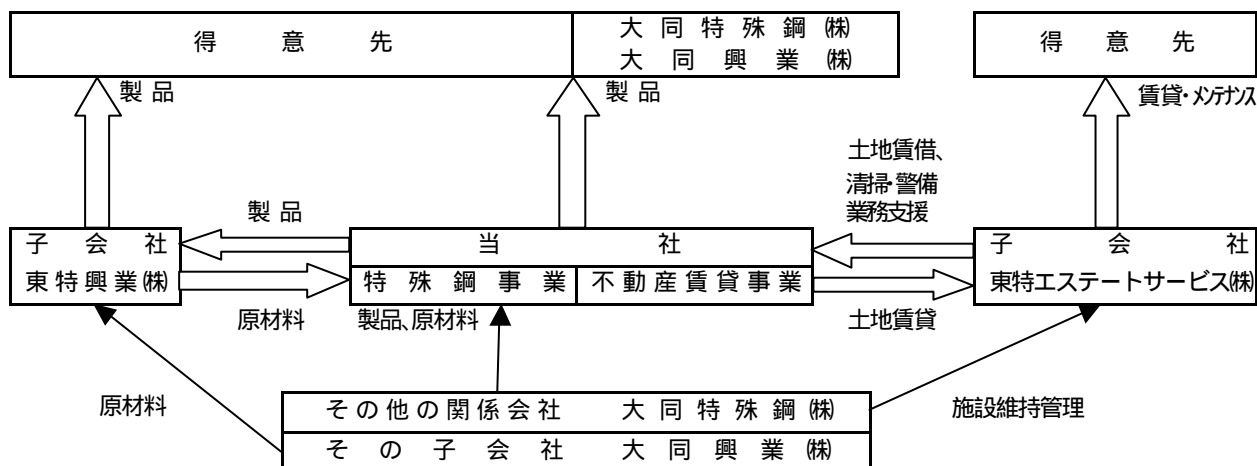 得意先
大同特殊鋼㈱
大同興業㈱
得意先
製品
製品
賃貸・メンテナンス
土地賃借、
清掃・警備
業務支援
製品
子会社
東特興業㈱
当社
特殊鋼事業
不動産賃貸事業
子会社
東特エステートサービス㈱
原材料
製品、原材料
土地賃貸
原材料
施設維持管理
その他の関係会社 大同特殊鋼㈱
その子会社 大同興業㈱